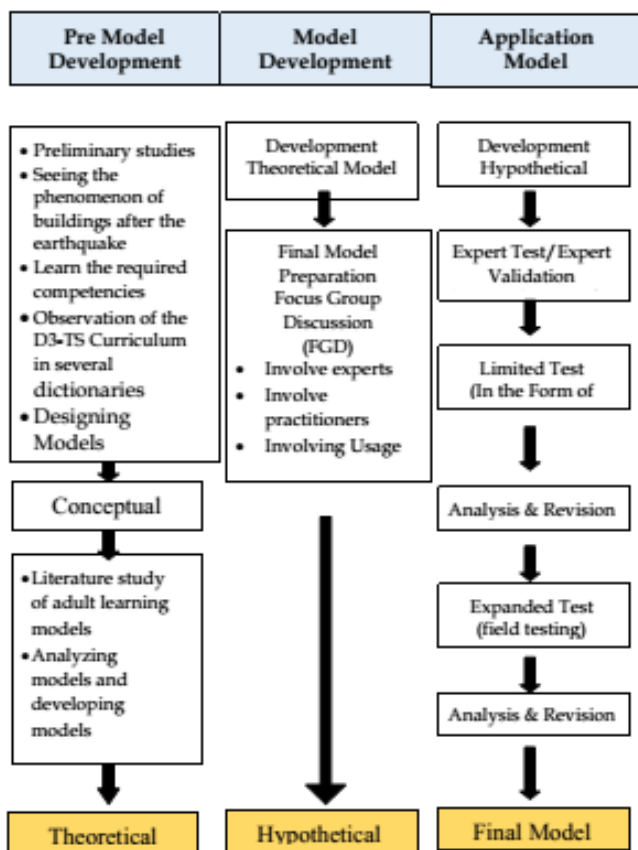 Pre Model
Development
• Preliminary studies
• Seeing the
phenomenon of
buildings after the
earthquake
• Learn the required
competencies
• Observation of the
D3-TS Curriculum
in several
dictionaries
• Designing
Models
Conceptual
• Literature study
of adult learning
models
• Analyzing
models and
developing
models
Theoretical
Model
Development
Development
Theoretical Model
Final Model
Preparation
Focus Group
Discussion
(FGD)
• Involve experts
• Involve
practitioners
• Involving Usage
Hypothetical
Application
Model
Development
Hypothetical
Expert Test/Expert
Validation
Limited Test
(In the Form of
Analysis & Revision
Expanded Test
(field testing)
Analysis & Revision
Final Model